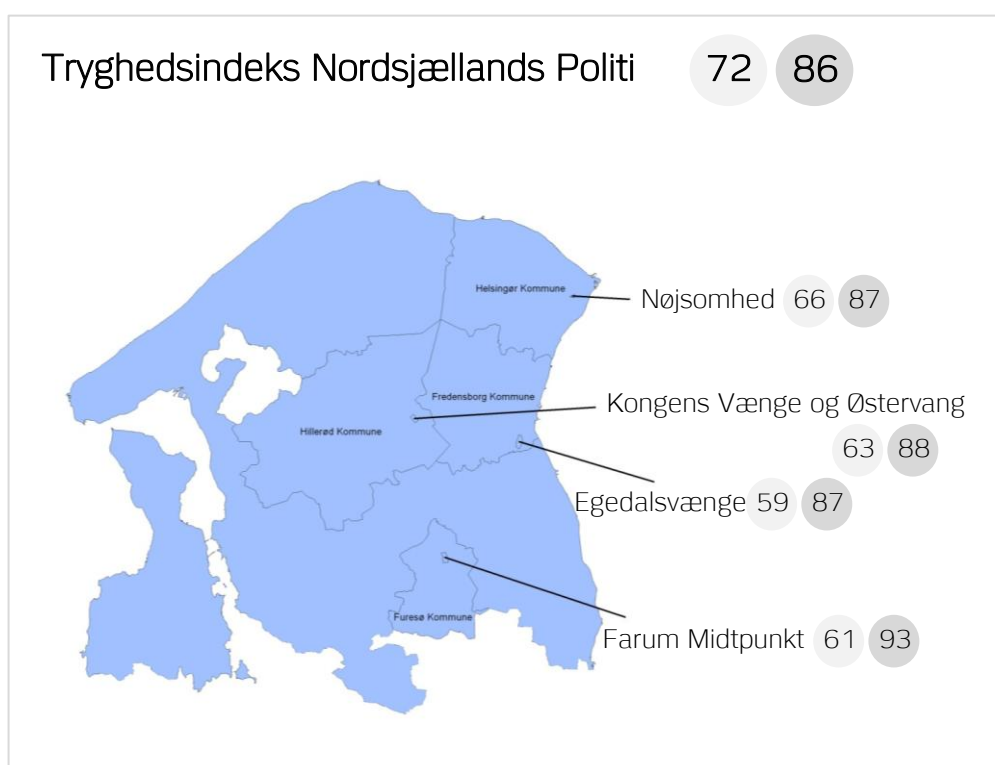 Tryghedsindeks Nordsjællands Politi 72 86
Helsingør Kommune
Nøjsomhed 66 87
Fredensborg Kommune
Kongens Vænge og Østervang
63 88
Hillerød Kommune
Egedalsvænge 59 87
Furesø Kommune
Farum Midtpunkt 61 93